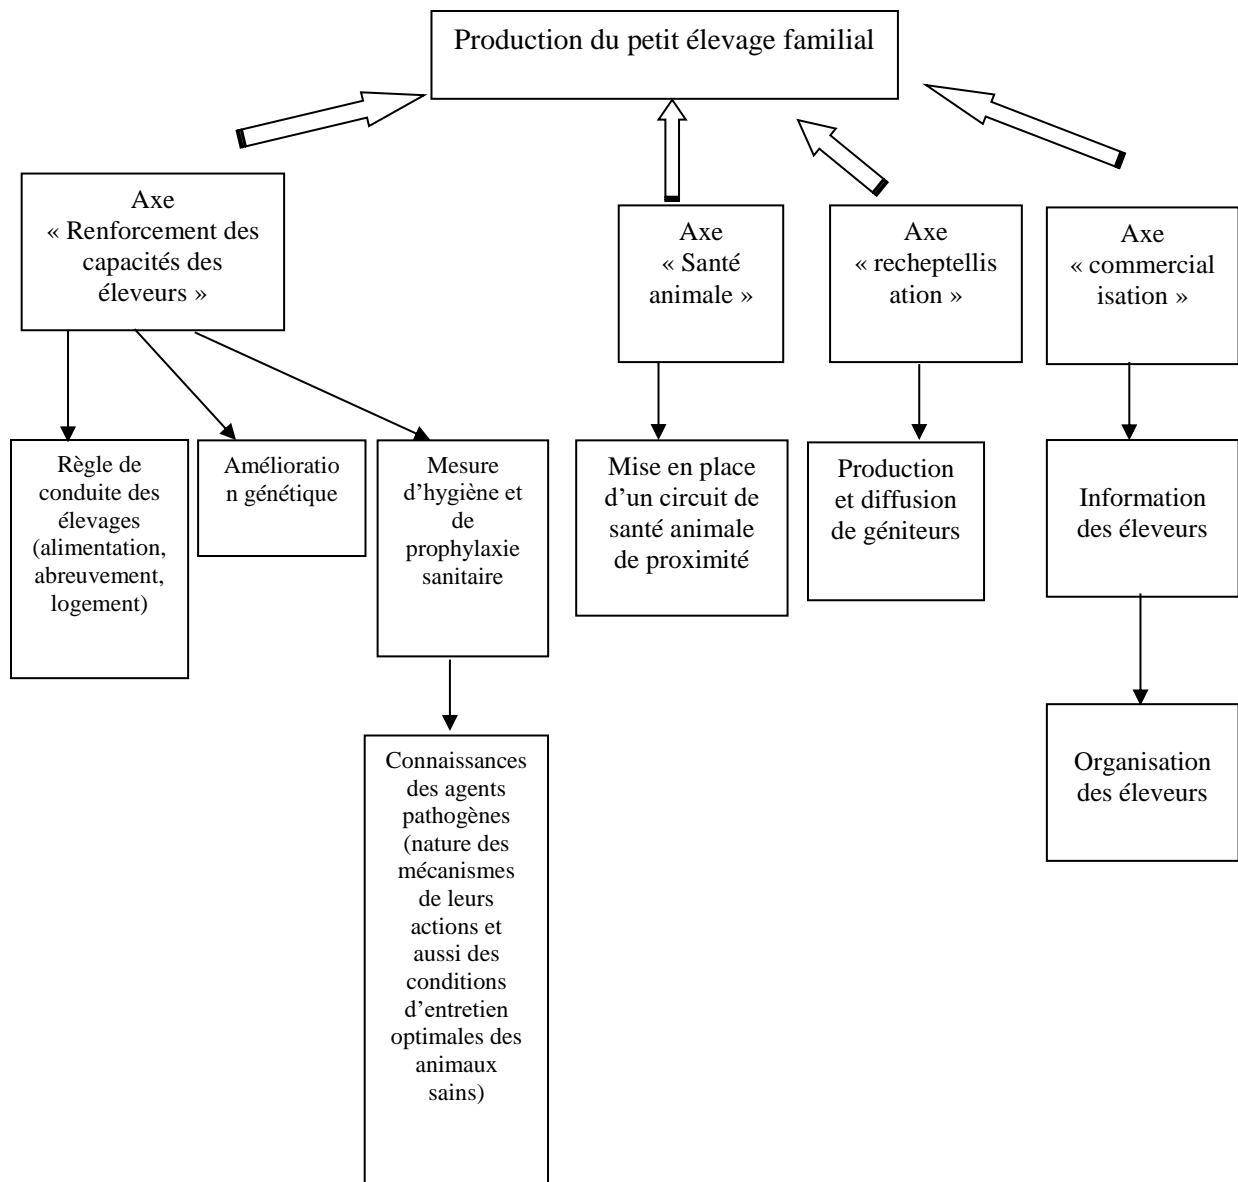 Production du petit élevage familial
Axe
« Renforcement des
capacités des
éleveurs »
Axe
« Santé
animale »
Axe
« recheptellis
ation »
Axe
« commercial
isation »
Règle de
conduite des
élevages
(alimentation,
abreuvement,
logement)
Amélioratio
n génétique
Mesure
d’hygiène et
de
prophylaxie
sanitaire
Mise en place
d’un circuit de
santé animale
de proximité
Production
et diffusion
de géniteurs
Information
des éleveurs
Connaissances
des agents
pathogènes
(nature des
mécanismes
de leurs
actions et
aussi des
conditions
d’entretien
optimales des
animaux
sains)
Organisation
des éleveurs